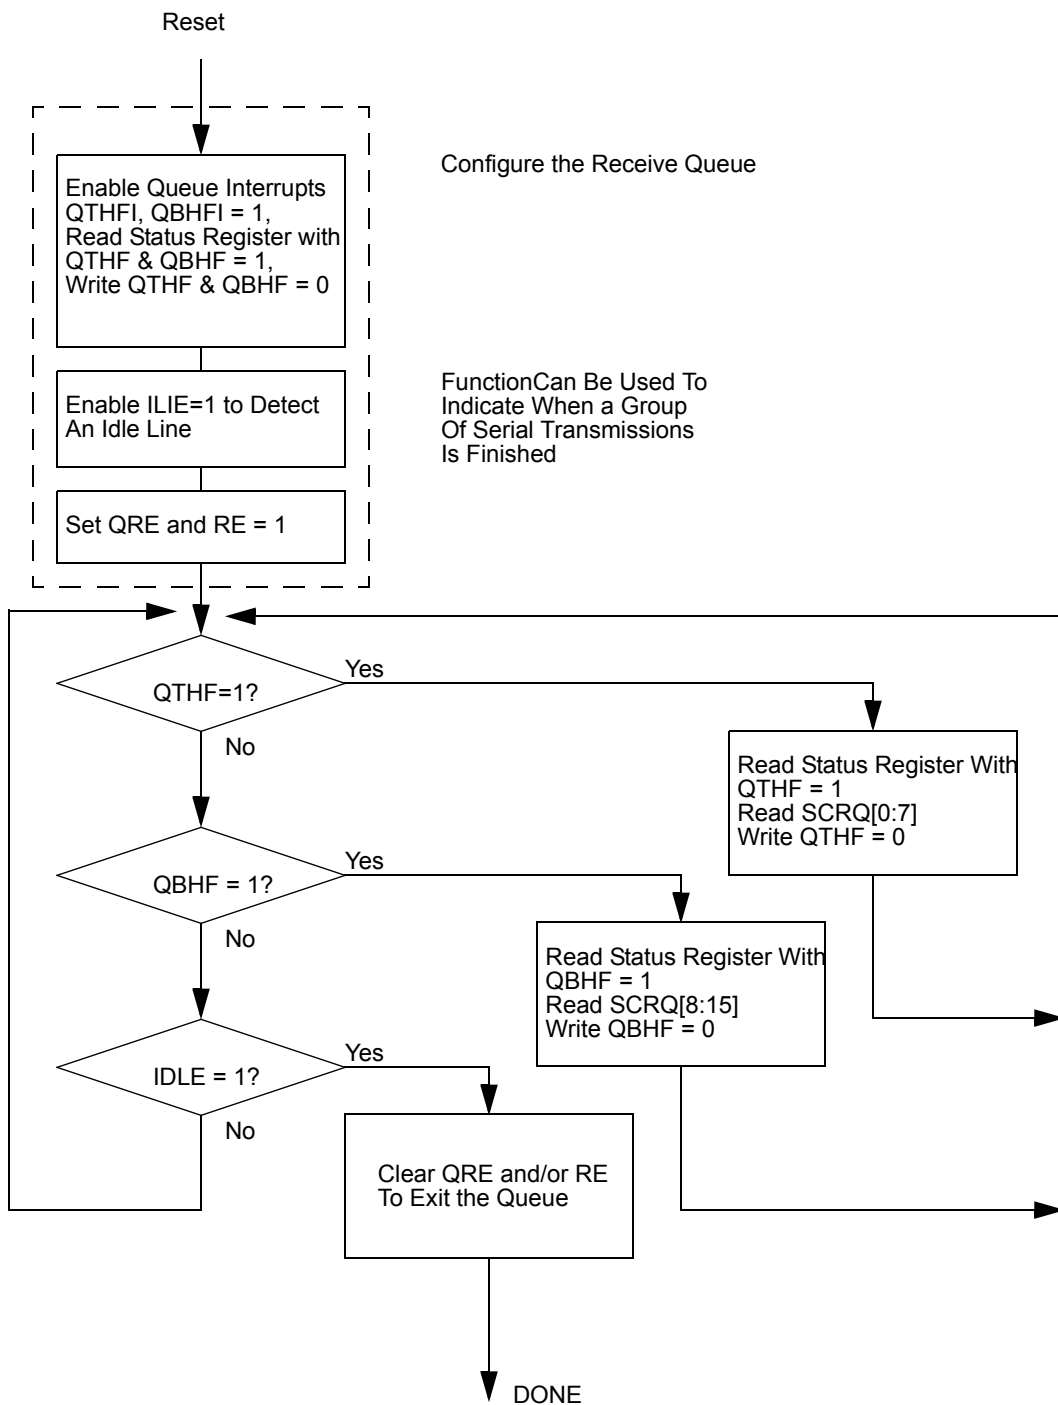 Reset
Configure the Receive Queue
Enable Queue Interrupts
QTHFI, QBHFI = 1,
Read Status Register with
QTHF & QBHF = 1,
Write QTHF & QBHF = 0
FunctionCan Be Used To
Indicate When a Group
Of Serial Transmissions
Is Finished
Enable ILIE=1 to Detect
An Idle Line
Set QRE and RE = 1
QTHF=1?
Yes
No
Read Status Register With
QTHF = 1
Read SCRQ[0:7]
Write QTHF = 0
QBHF = 1?
Yes
No
Read Status Register With
QBHF = 1
Read SCRQ[8:15]
Write QBHF = 0
IDLE = 1?
Yes
No
Clear QRE and/or RE
To Exit the Queue
DONE